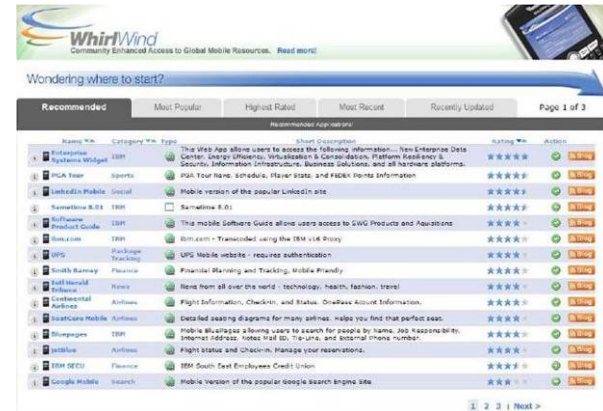 WhirlWind
Community Enhanced Access to Global Mobile Resources. Read more!
Wondering where to start?
Recommended Most Popular Highest Rated Most Recent Recently Updated Page 1 of 3
Recommended Applications!
Name Category Type Short Description Rating Action
Enterprise Systems Widget IBM This Web App allows users to access the following information... New Enterprise Data
Center, Energy Efficiency, Virtualization & Consolidation, Platform Resiliency &
Security, Information Infrastructure, Business Solutions, and all hardware platforms. Blog
PGA Tour Sports PGA Tour News, Schedule, Player Stats, and FEDEX Points Information Blog
LinkedIn Mobile Social Mobile version of the popular LinkedIn site Blog
Sametime 8.01 IBM Sametime 8.01 Blog
Software Product Guide IBM This mobile Software Guide allows users access to SWG Products and Aquisitions Blog
ibm.com IBM ibm.com - Transcoded using the IBM Proxy Blog
UPS Package Tracking UPS Mobile website - requires authentication Blog
Smith Barney Finance Financial Planning and Tracking, Mobile Friendly Blog
Intl Herald Tribune News News from all over the world - technology, health, fashion, travel Blog
Continental Airlines Airlines Flight Information, Check-in, and Status. OnePass Account Information. Blog
SeatGuru Mobile Airlines Detailed seating diagrams for many airlines. Helps you find that perfect seat. Blog
Bluepages IBM Mobile BluePages allowing users to search for people by Name, Job Responsibility,
Internet Address, Notes Mail ID, Tie-Line, and External Phone number. Blog
JetBlue Airlines Flight Status and Check-in, Manage your reservations. Blog
IBM SECU Finance IBM South East Employees Credit Union Blog
Google Mobile Search Mobile Version of the popular Google Search Engine Site. Blog
1 2 3 | Next >